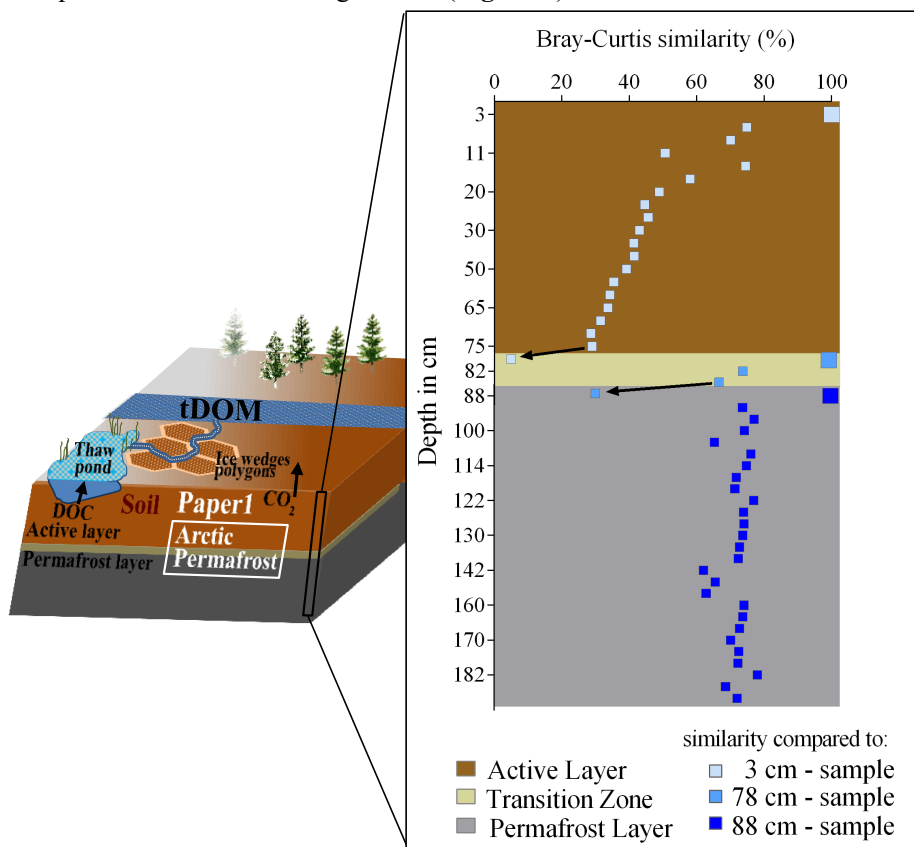 Bray-Curtis similarity (%)
0 20 40 60 80 100
3
11
20
30
50
65
75
82
88
100
114
122
130
142
160
170
182
Depth in cm
tDOM
Thaw
pond
Ice wedges
polygons
DOC
Soil
Paper1
CO2
Active layer
Arctic
Permafrost
Permafrost layer
similarity compared to:
Active Layer
3 cm - sample
Transition Zone
78 cm - sample
Permafrost Layer
88 cm - sample